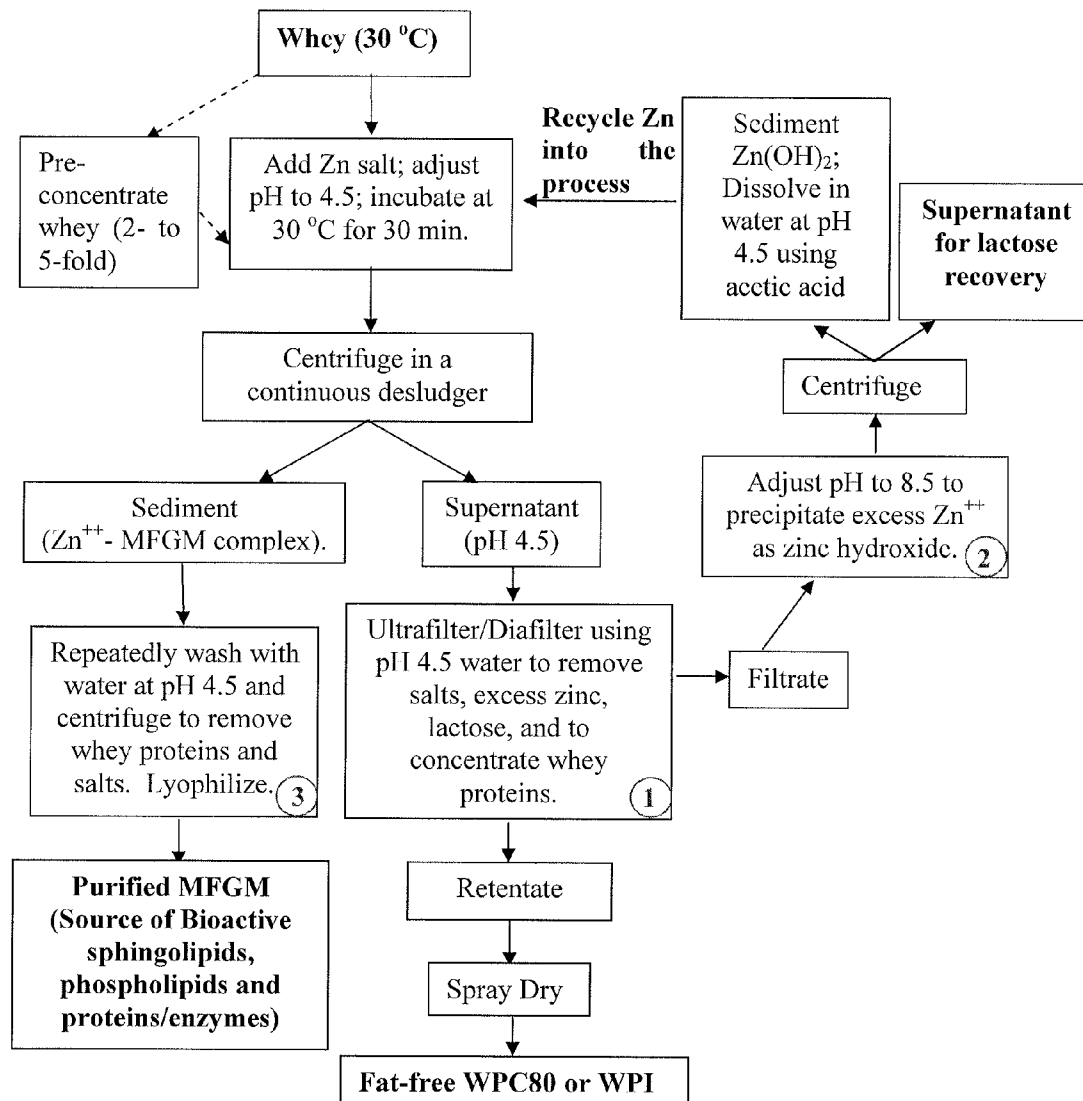 Whey (30 °C)
Pre-
concentrate
whey (2- to
5-fold)
Add Zn salt; adjust
pH to 4.5; incubate at
30 °C for 30 min.
Recycle Zn
into the
process
Sediment
Zn(OH)₂;
Dissolve in
water at pH
4.5 using
acetic acid
Supernatant
for lactose
recovery
Centrifuge in a
continuous desludger
Centrifuge
Sediment
(Zn⁺⁺- MFGM complex).
Supernatant
(pH 4.5)
Adjust pH to 8.5 to
precipitate excess Zn⁺⁺
as zinc hydroxide.
2
Repeatedly wash with
water at pH 4.5 and
centrifuge to remove
whey proteins and
salts. Lyophilize.
3
Ultrafilter/Diafilter using
pH 4.5 water to remove
salts, excess zinc,
lactose, and to
concentrate whey
proteins.
1
Filtrate
Purified MFGM
(Source of Bioactive
sphingolipids,
phospholipids and
proteins/enzymes)
Retentate
Spray Dry
Fat-free WPC80 or WPI